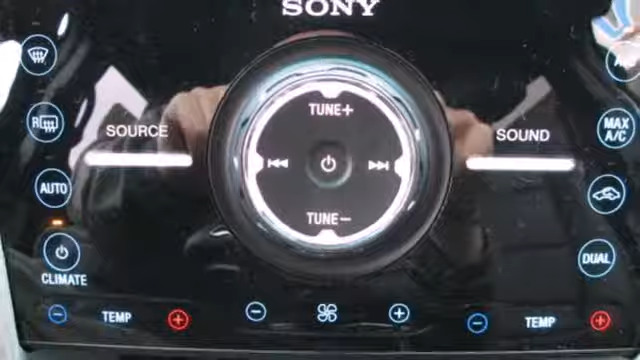 SONY
TUNE+
R
SOURCE
SOUND
MAX
A/C
AUTO
TUNE-
DUAL
CLIMATE
TEMP
TEMP